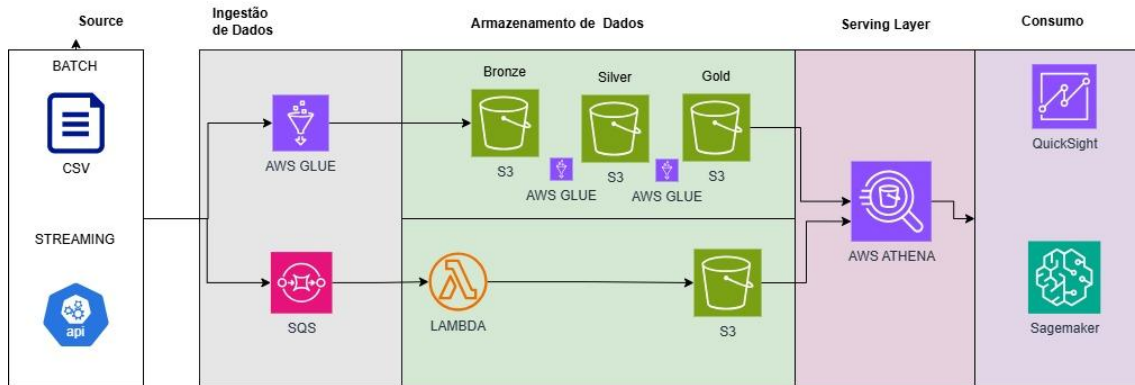 Source
Ingestão
de Dados
Armazenamento de Dados
Serving Layer
Consumo
BATCH
CSV
STREAMING
api
AWS GLUE
SQS
Bronze
Silver
Gold
S3
S3
S3
AWS GLUE
AWS GLUE
LAMBDA
S3
AWS ATHENA
QuickSight
Sagemaker